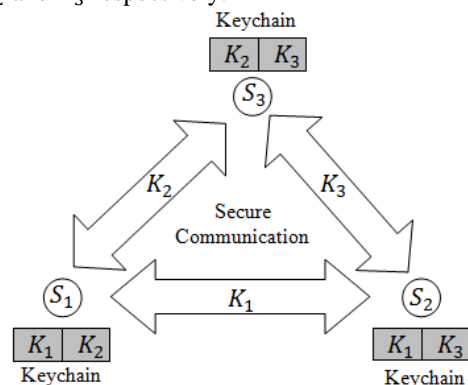 Keychain
K₂ K₃
S₃
K₂
K₃
Secure
Communication
S₁
K₁
S₂
K₁ K₂
K₁ K₃
Keychain
Keychain